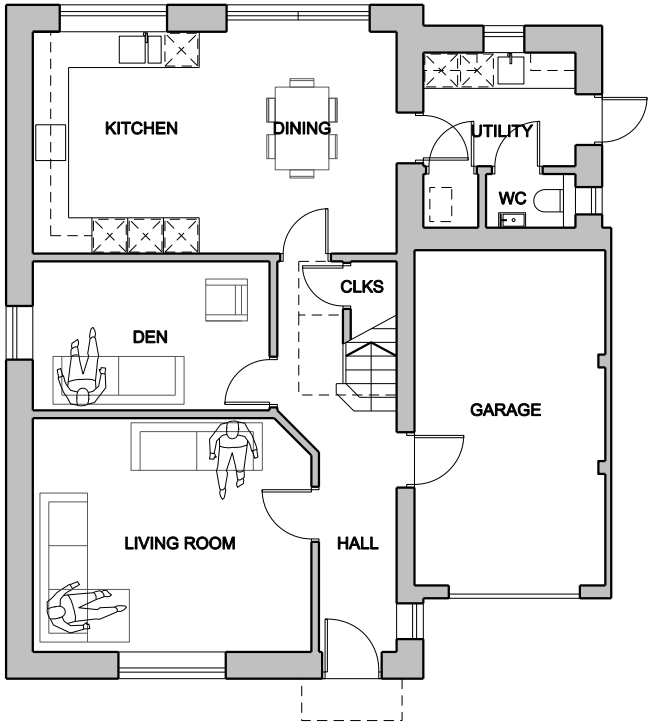 KITCHEN
DINING
UTILITY
WC
CLKS
DEN
GARAGE
LIVING ROOM
HALL